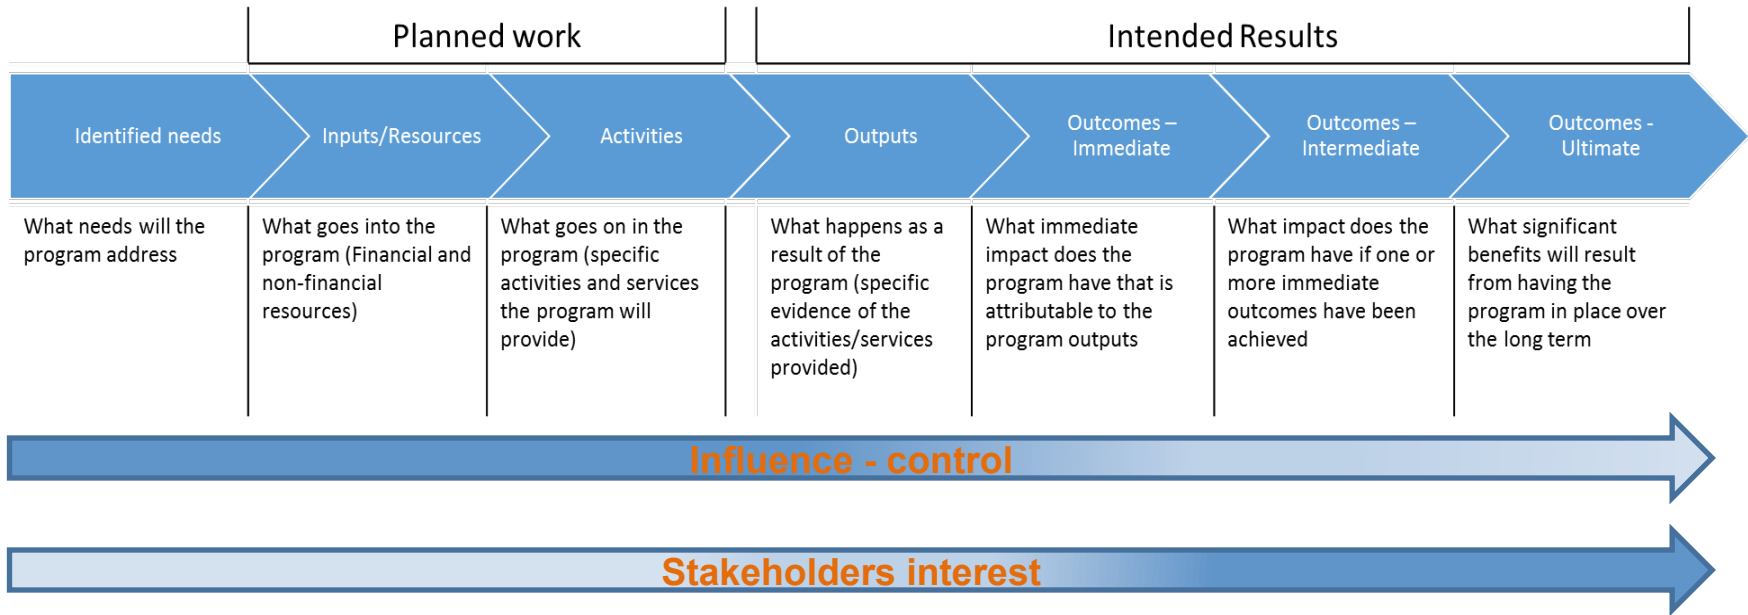 Planned work
Intended Results
Identified needs
Inputs/Resources
Activities
Outputs
Outcomes –
Immediate
Outcomes –
Intermediate
Outcomes -
Ultimate
What needs will the
program address
What goes into the
program (Financial and
non-financial
resources)
What goes on in the
program (specific
activities and services
the program will
provide)
What happens as a
result of the
program (specific
evidence of the
activities/services
provided)
What immediate
impact does the
program have that is
attributable to the
program outputs
What impact does the
program have if one or
more immediate
outcomes have been
achieved
What significant
benefits will result
from having the
program in place over
the long term
Influence - control
Stakeholders interest